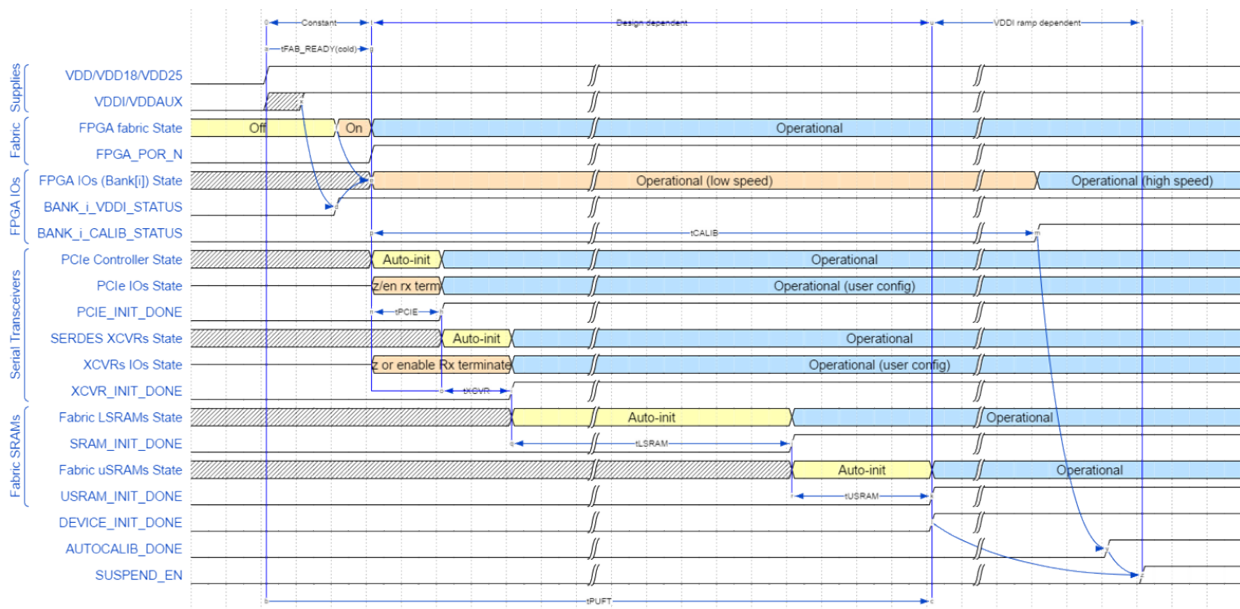 Constant
Design dependent
VDDI ramp dependent
tFAB_READY(cold)
Supplies
VDD/VDD18/VDD25
VDDI/VDDAUX
Fabric
FPGA fabric State
Off
On
Operational
FPGA_POR_N
FPGA IOs
FPGA IOs (Bank[i]) State
Operational (low speed)
Operational (high speed)
BANK_i_VDDI_STATUS
BANK_i_CALIB_STATUS
tCALIB
Serial Transceivers
PCIe Controller State
Auto-init
Operational
PCIe IOs State
z/en rx term
Operational (user config)
PCIE_INIT_DONE
tPCIE
SERDES XCVRs State
Auto-init
Operational
XCVRs IOs State
z or enable Rx terminate
Operational (user config)
XCVR_INIT_DONE
tXCVR
Fabric SRAMs
Fabric LSRAMs State
Auto-init
Operational
SRAM_INIT_DONE
tLSRAM
Fabric uSRAMs State
Auto-init
Operational
USRAM_INIT_DONE
tUSRAM
DEVICE_INIT_DONE
AUTOCALIB_DONE
SUSPEND_EN
tPUFT